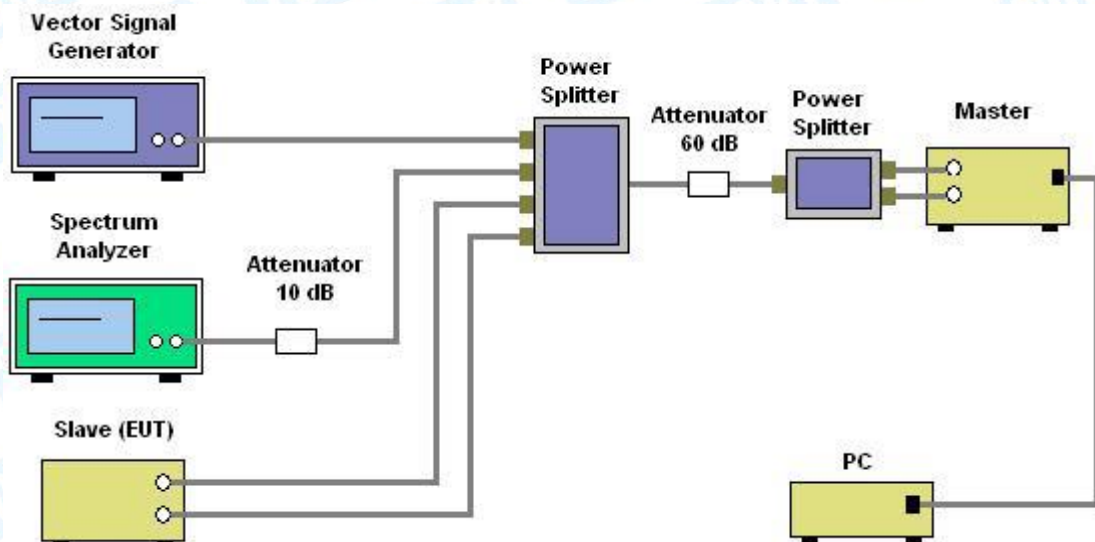 Vector Signal
Generator
Power
Splitter
Attenuator
60 dB
Power
Splitter
Master
Spectrum
Analyzer
Attenuator
10 dB
Slave (EUT)
PC